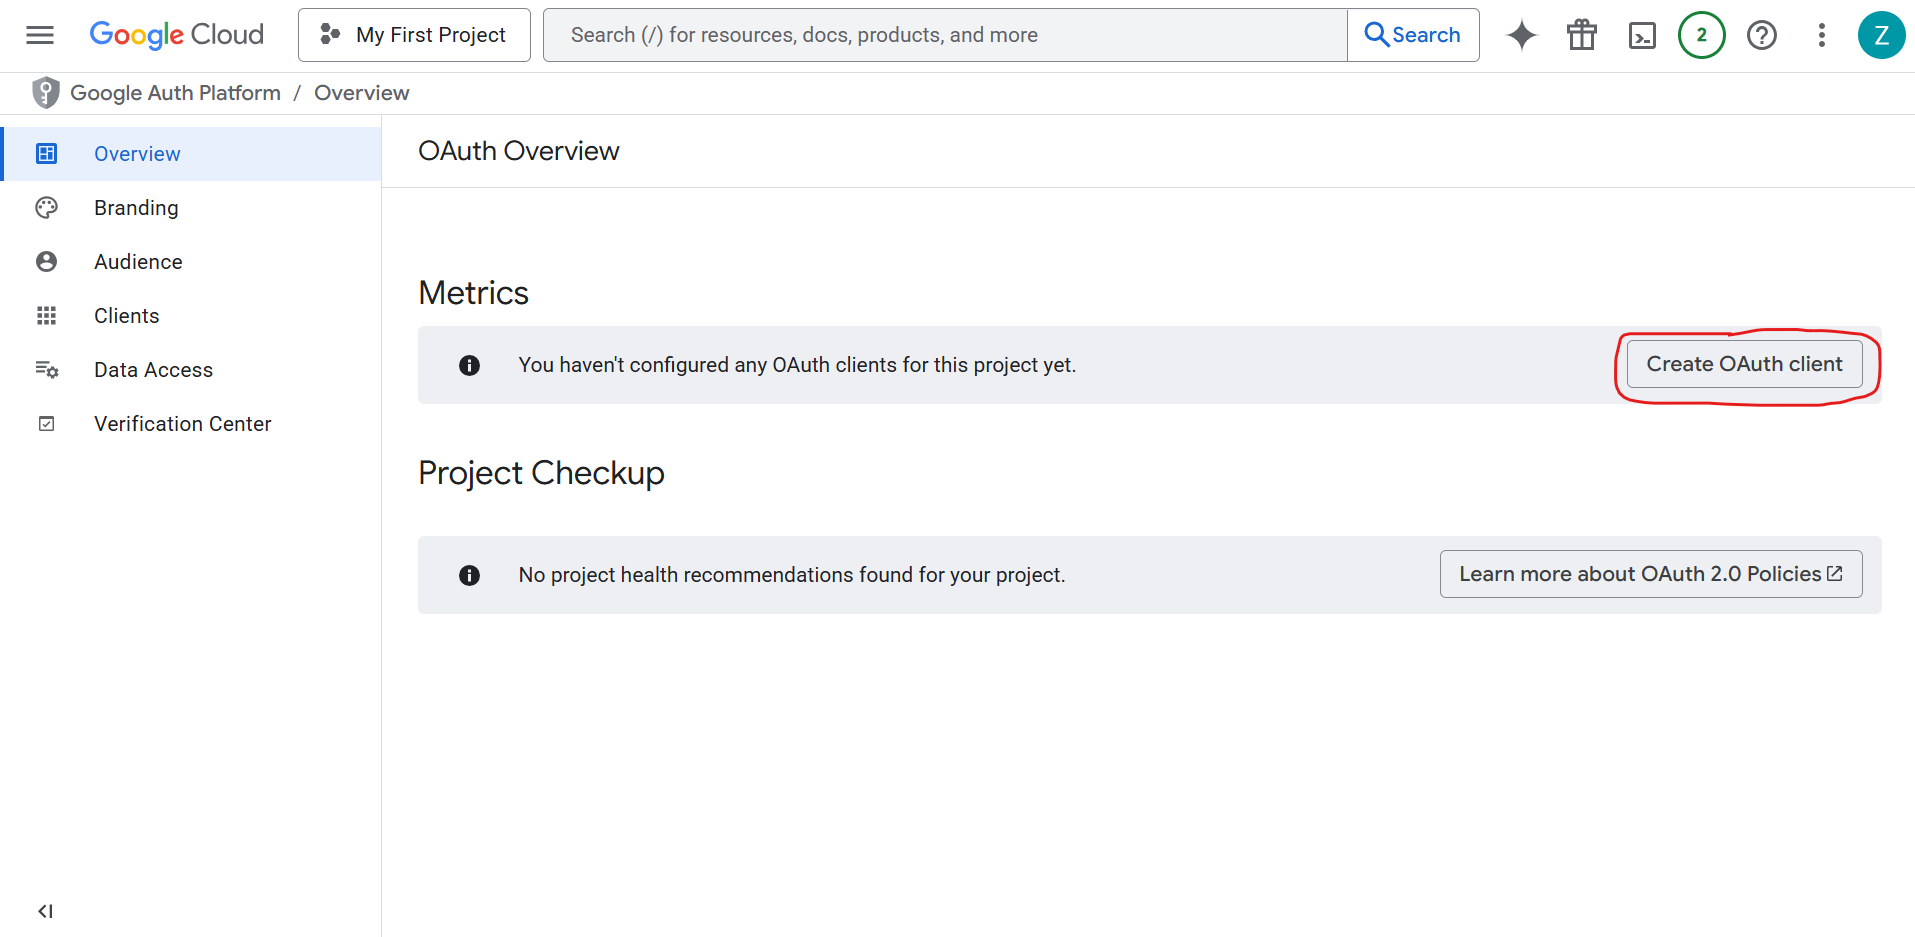 Google Cloud My First Project Search (/) for resources, docs, products, and more Search 2 Z
Google Auth Platform / Overview
Overview
Branding
Audience
Clients
Data Access
Verification Center
OAuth Overview
Metrics
You haven't configured any OAuth clients for this project yet. Create OAuth client
Project Checkup
No project health recommendations found for your project. Learn more about OAuth 2.0 Policies